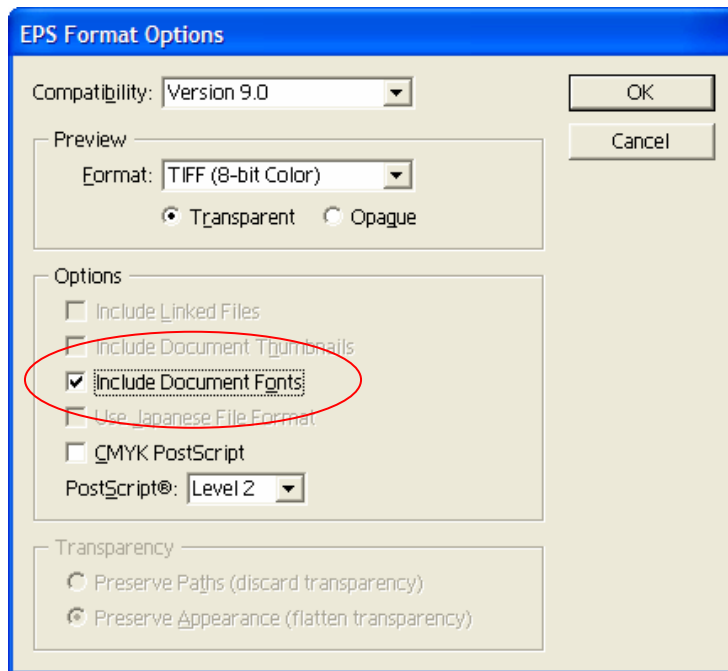 EPS Format Options
Compatibility: Version 9.0
OK
Cancel
Preview
Format: TIFF (8-bit Color)
Transparent Opaque
Options
Include Linked Files
Include Document Thumbnails
Include Document Fonts
Use Japanese File Format
CMYK PostScript
PostScript®: Level 2
Transparency
Preserve Paths (discard transparency)
Preserve Appearance (flatten transparency)